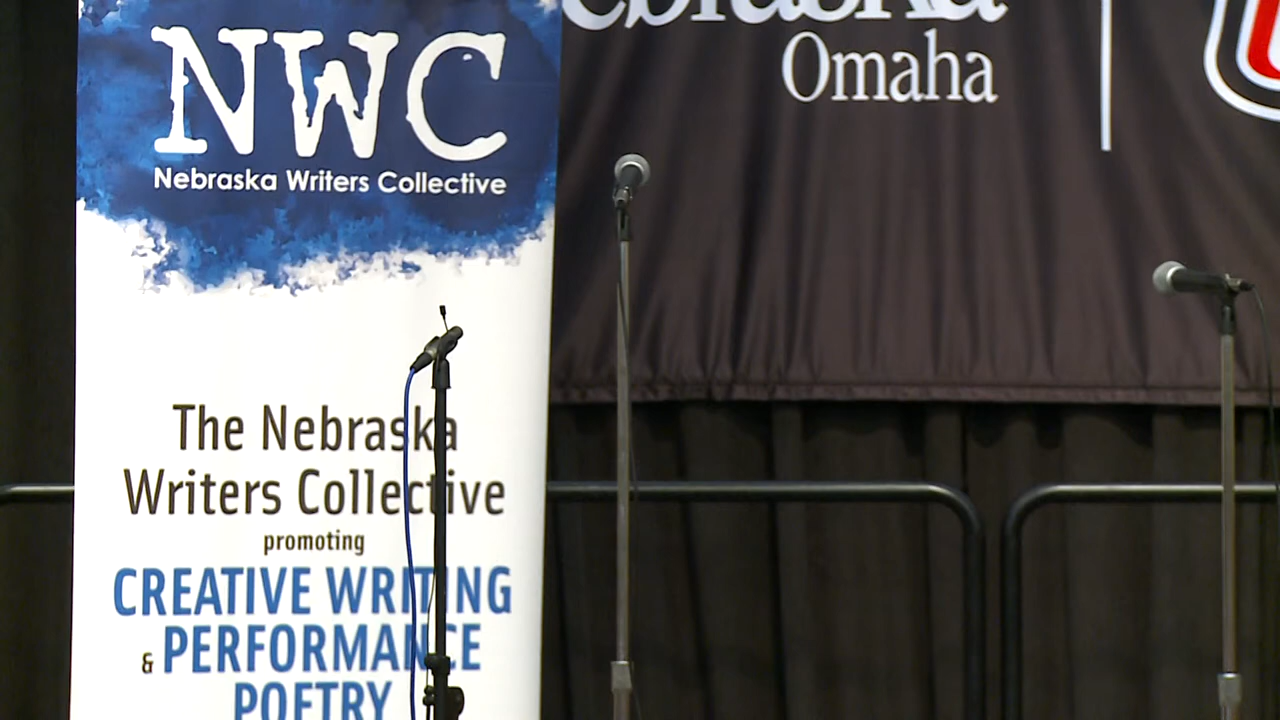 NWC
Nebraska Writers Collective
The Nebraska
Writers Collective
promoting
CREATIVE WRITING
& PERFORMANCE
POETRY
Omaha